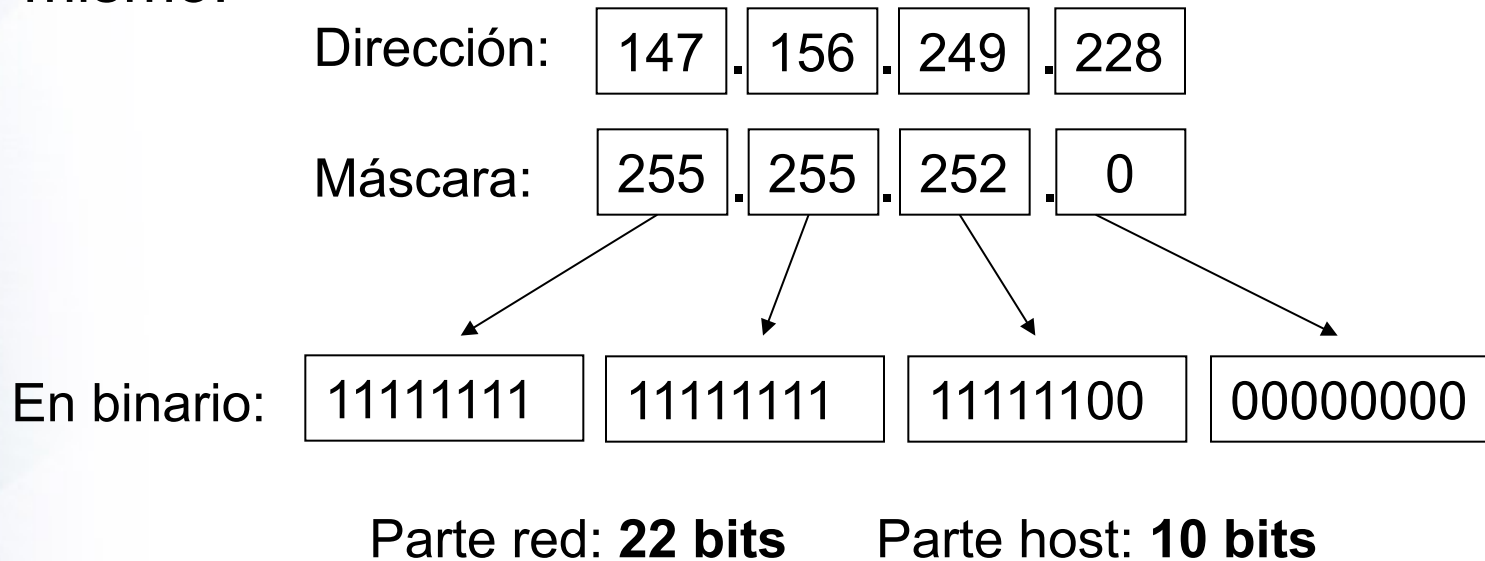 Dirección: 147 . 156 . 249 . 228
Máscara: 255 . 255 . 252 . 0
En binario: 11111111 11111111 11111100 00000000
Parte red: 22 bits Parte host: 10 bits